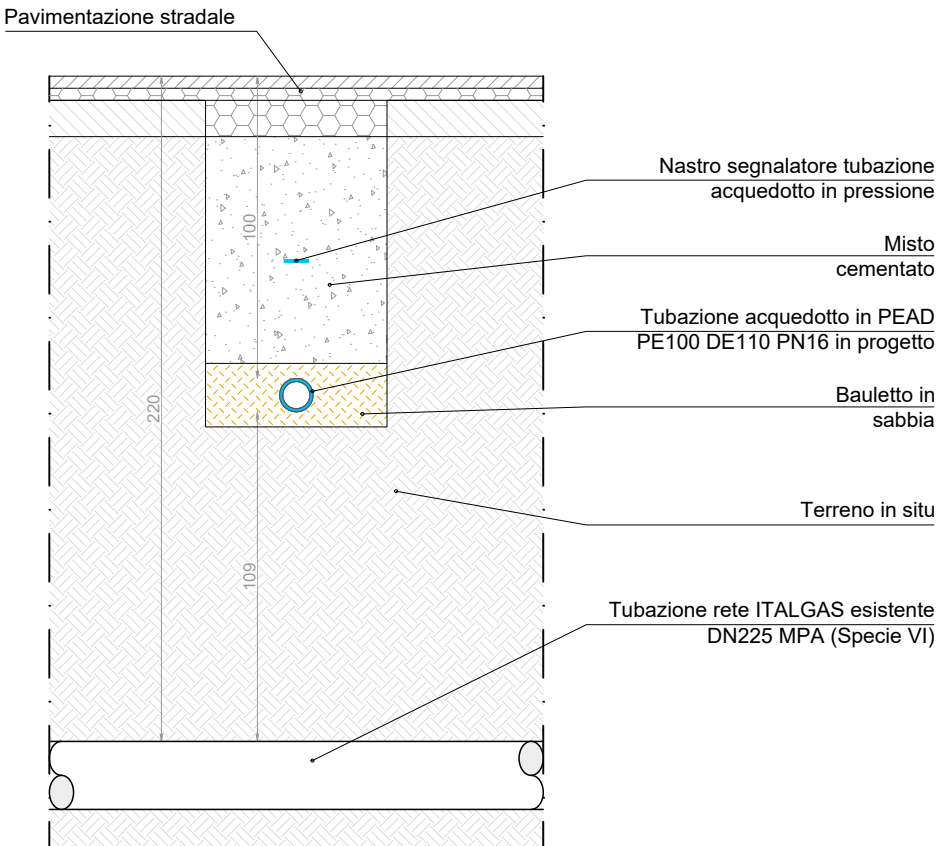 Pavimentazione stradale
Nastro segnalatore tubazione
acquedotto in pressione
100
Misto
cementato
Tubazione acquedotto in PEAD
PE100 DE110 PN16 in progetto
220
Bauletto in
sabbia
Terreno in situ
109
Tubazione rete ITALGAS esistente
DN225 MPA (Specie VI)